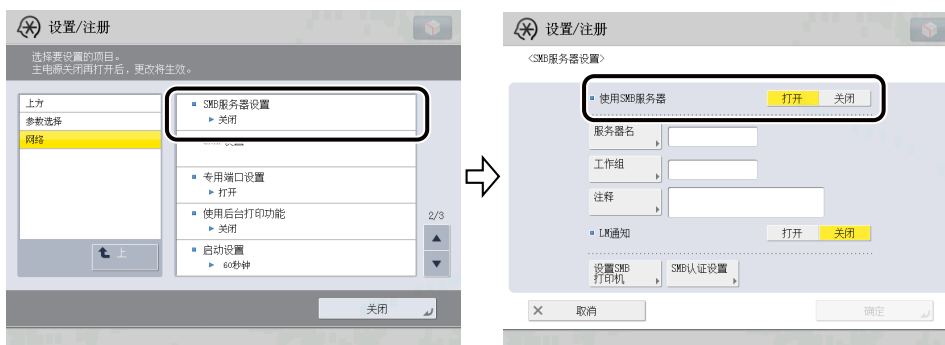 设置/注册
选择要设置的项目。
主电源关闭再打开后，更改将生效。
上方
参数选择
网络
上
SMB服务器设置
关闭
专用端口设置
打开
使用后台打印功能
关闭
启动设置
60秒钟
2/3
关闭
设置/注册
<SMB服务器设置>
使用SMB服务器 打开 关闭
服务器名
工作组
注释
LM通知 打开 关闭
设置SMB
打印机
SMB认证设置
取消
确定